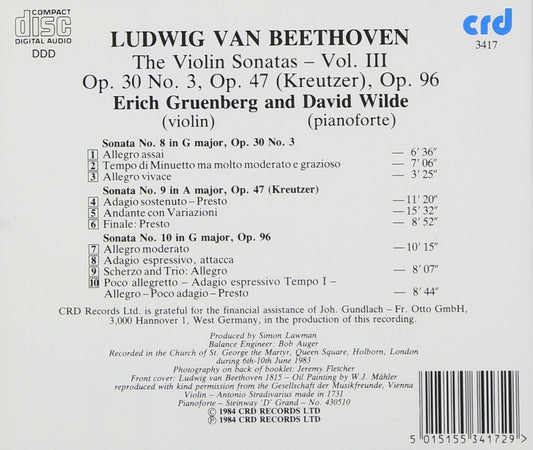 COMPACT
disc
DIGITAL AUDIO
DDD
crd
3417
LUDWIG VAN BEETHOVEN
The Violin Sonatas – Vol. III
Op. 30 No. 3, Op. 47 (Kreutzer), Op. 96
Erich Gruenberg and David Wilde
(violin) (pianoforte)
Sonata No. 8 in G major, Op. 30 No. 3
1 Allegro assai — 6' 36"
2 Tempo di Minuetto ma molto moderato e grazioso — 7' 06"
3 Allegro vivace — 3' 25"
Sonata No. 9 in A major, Op. 47 (Kreutzer)
4 Adagio sostenuto – Presto —11' 20"
5 Andante con Variazioni — 15' 32"
6 Finale: Presto — 8' 52"
Sonata No. 10 in G major, Op. 96
7 Allegro moderato —10' 15"
8 Adagio espressivo, attacca
9 Scherzo and Trio: Allegro — 8' 07"
10 Poco allegretto – Adagio espressivo Tempo I –
Allegro – Poco adagio – Presto — 8' 44"
CRD Records Ltd. is grateful for the financial assistance of Joh. Gundlach – Fr. Otto GmbH,
3,000 Hannover 1, West Germany, in the production of this recording.
Produced by Simon Lawman
Balance Engineer: Bob Auger
Recorded in the Church of St. George the Martyr, Queen Square, Holborn, London
during 6th-10th June 1983
Photography on back of booklet: Jeremy Fletcher
Front cover: Ludwig van Beethoven 1815 – Oil Painting by W.J. Mähler
reproduced with kind permission from the Gesellschaft der Musikfreunde, Vienna
Violin - Antonio Stradivarius made in 1731
Pianoforte - Steinway 'D' Grand - No. 430510
© 1984 CRD RECORDS LTD
℗ 1984 CRD RECORDS LTD
5 015155 341729 >